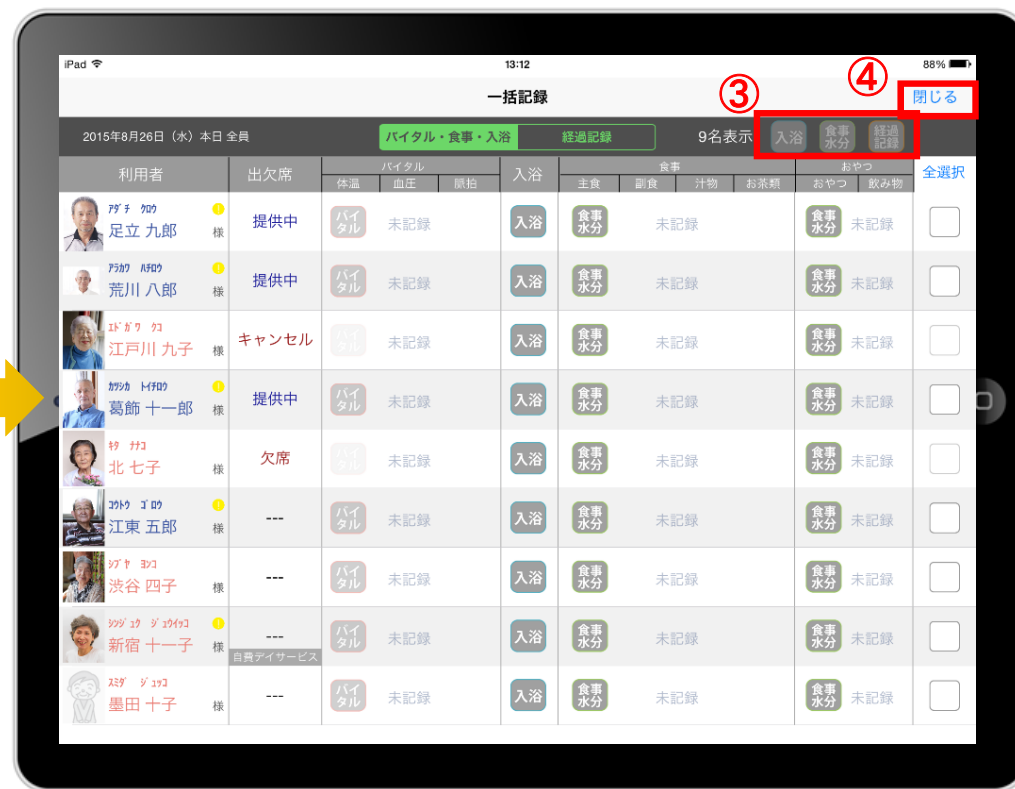 iPad 13:12 88%
④
一括記録 閉じる
③
2015年8月26日（水）本日 全員 バイタル・食事・入浴 経過記録 9名表示 入浴 食事水分 経過記録
利用者 出欠席 バイタル 入浴 食事 おやつ 全選択
体温 血圧 脈拍 主食 副食 汁物 お茶類 おやつ 飲み物
ｱﾀﾞﾁ ｸﾛｳ
足立 九郎 様 提供中 バイタル 未記録 入浴 食事水分 未記録 食事水分 未記録
ｱﾗｶﾜ ﾊﾁﾛｳ
荒川 八郎 様 提供中 バイタル 未記録 入浴 食事水分 未記録 食事水分 未記録
ｴﾄﾞｶﾞﾜ ｸｺ
江戸川 九子 様 キャンセル バイタル 未記録 入浴 食事水分 未記録 食事水分 未記録
ｶﾂｼｶ ﾄｲﾁﾛｳ
葛飾 十一郎 様 提供中 バイタル 未記録 入浴 食事水分 未記録 食事水分 未記録
ｷﾀ ﾅﾅｺ
北 七子 様 欠席 バイタル 未記録 入浴 食事水分 未記録 食事水分 未記録
ｺｳﾄｳ ｺﾞﾛｳ
江東 五郎 様 --- バイタル 未記録 入浴 食事水分 未記録 食事水分 未記録
ｼﾌﾞﾔ ﾖﾝｺ
渋谷 四子 様 --- バイタル 未記録 入浴 食事水分 未記録 食事水分 未記録
ｼﾝｼﾞｭｸ ｼﾞｭｳｲｯｺ
新宿 十一子 様 --- バイタル 未記録 入浴 食事水分 未記録 食事水分 未記録
自費デイサービス
ｽﾐﾀﾞ ｼﾞｭｯｺ
墨田 十子 様 --- バイタル 未記録 入浴 食事水分 未記録 食事水分 未記録